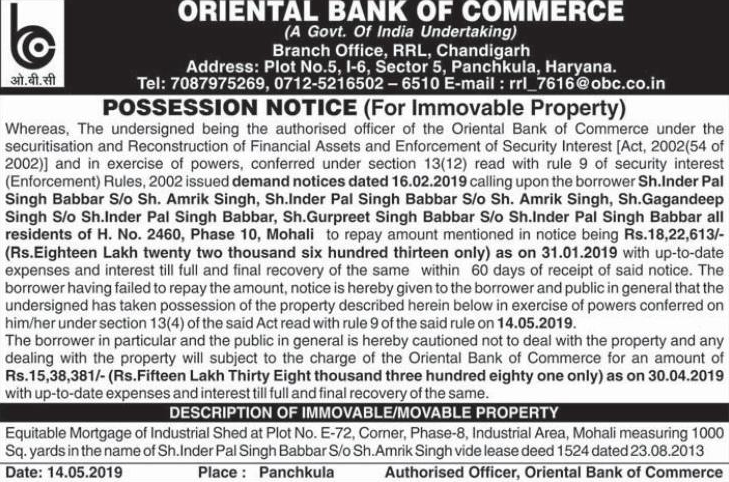 ORIENTAL BANK OF COMMERCE
(A Govt. Of India Undertaking)
Branch Office, RRL, Chandigarh
Address: Plot No.5, I-6, Sector 5, Panchkula, Haryana.
ओ.बी.सी
Tel: 7087975269, 0712-5216502 – 6510 E-mail : rrl_7616@obc.co.in
POSSESSION NOTICE (For Immovable Property)
Whereas, The undersigned being the authorised officer of the Oriental Bank of Commerce under the
securitisation and Reconstruction of Financial Assets and Enforcement of Security Interest [Act, 2002(54 of
2002)] and in exercise of powers, conferred under section 13(12) read with rule 9 of security interest
(Enforcement) Rules, 2002 issued demand notices dated 16.02.2019 calling upon the borrower Sh.Inder Pal
Singh Babbar S/o Sh. Amrik Singh, Sh.Inder Pal Singh Babbar S/o Sh. Amrik Singh, Sh.Gagandeep
Singh S/o Sh.Inder Pal Singh Babbar, Sh.Gurpreet Singh Babbar S/o Sh.Inder Pal Singh Babbar all
residents of H. No. 2460, Phase 10, Mohali to repay amount mentioned in notice being Rs.18,22,613/-
(Rs.Eighteen Lakh twenty two thousand six hundred thirteen only) as on 31.01.2019 with up-to-date
expenses and interest till full and final recovery of the same within 60 days of receipt of said notice. The
borrower having failed to repay the amount, notice is hereby given to the borrower and public in general that the
undersigned has taken possession of the property described herein below in exercise of powers conferred on
him/her under section 13(4) of the said Act read with rule 9 of the said rule on 14.05.2019.
The borrower in particular and the public in general is hereby cautioned not to deal with the property and any
dealing with the property will subject to the charge of the Oriental Bank of Commerce for an amount of
Rs.15,38,381/- (Rs.Fifteen Lakh Thirty Eight thousand three hundred eighty one only) as on 30.04.2019
with up-to-date expenses and interest till full and final recovery of the same.
DESCRIPTION OF IMMOVABLE/MOVABLE PROPERTY
Equitable Mortgage of Industrial Shed at Plot No. E-72, Corner, Phase-8, Industrial Area, Mohali measuring 1000
Sq. yards in the name of Sh.Inder Pal Singh Babbar S/o Sh.Amrik Singh vide lease deed 1524 dated 23.08.2013
Date: 14.05.2019 Place : Panchkula Authorised Officer, Oriental Bank of Commerce